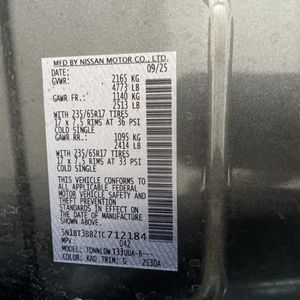 MFD BY NISSAN MOTOR CO., LTD.
DATE: 09/25
GVWR: 2165 KG
4773 LB
GAWR FR.: 1140 KG
2513 LB
WITH 235/65R17 TIRES
17 x 7.5 RIMS AT 36 PSI
COLD SINGLE
GAWR RR.: 1095 KG
2414 LB
WITH 235/65R17 TIRES
17 x 7.5 RIMS AT 33 PSI
COLD SINGLE
THIS VEHICLE CONFORMS TO ALL
APPLICABLE U.S. FEDERAL MOTOR
VEHICLE SAFETY AND THEFT
PREVENTION STANDARDS IN EFFECT
ON THE DATE OF MANUFACTURE
SHOWN ABOVE.
712184
MPV 042
MODEL:
COLOR: KAD TRIM: G